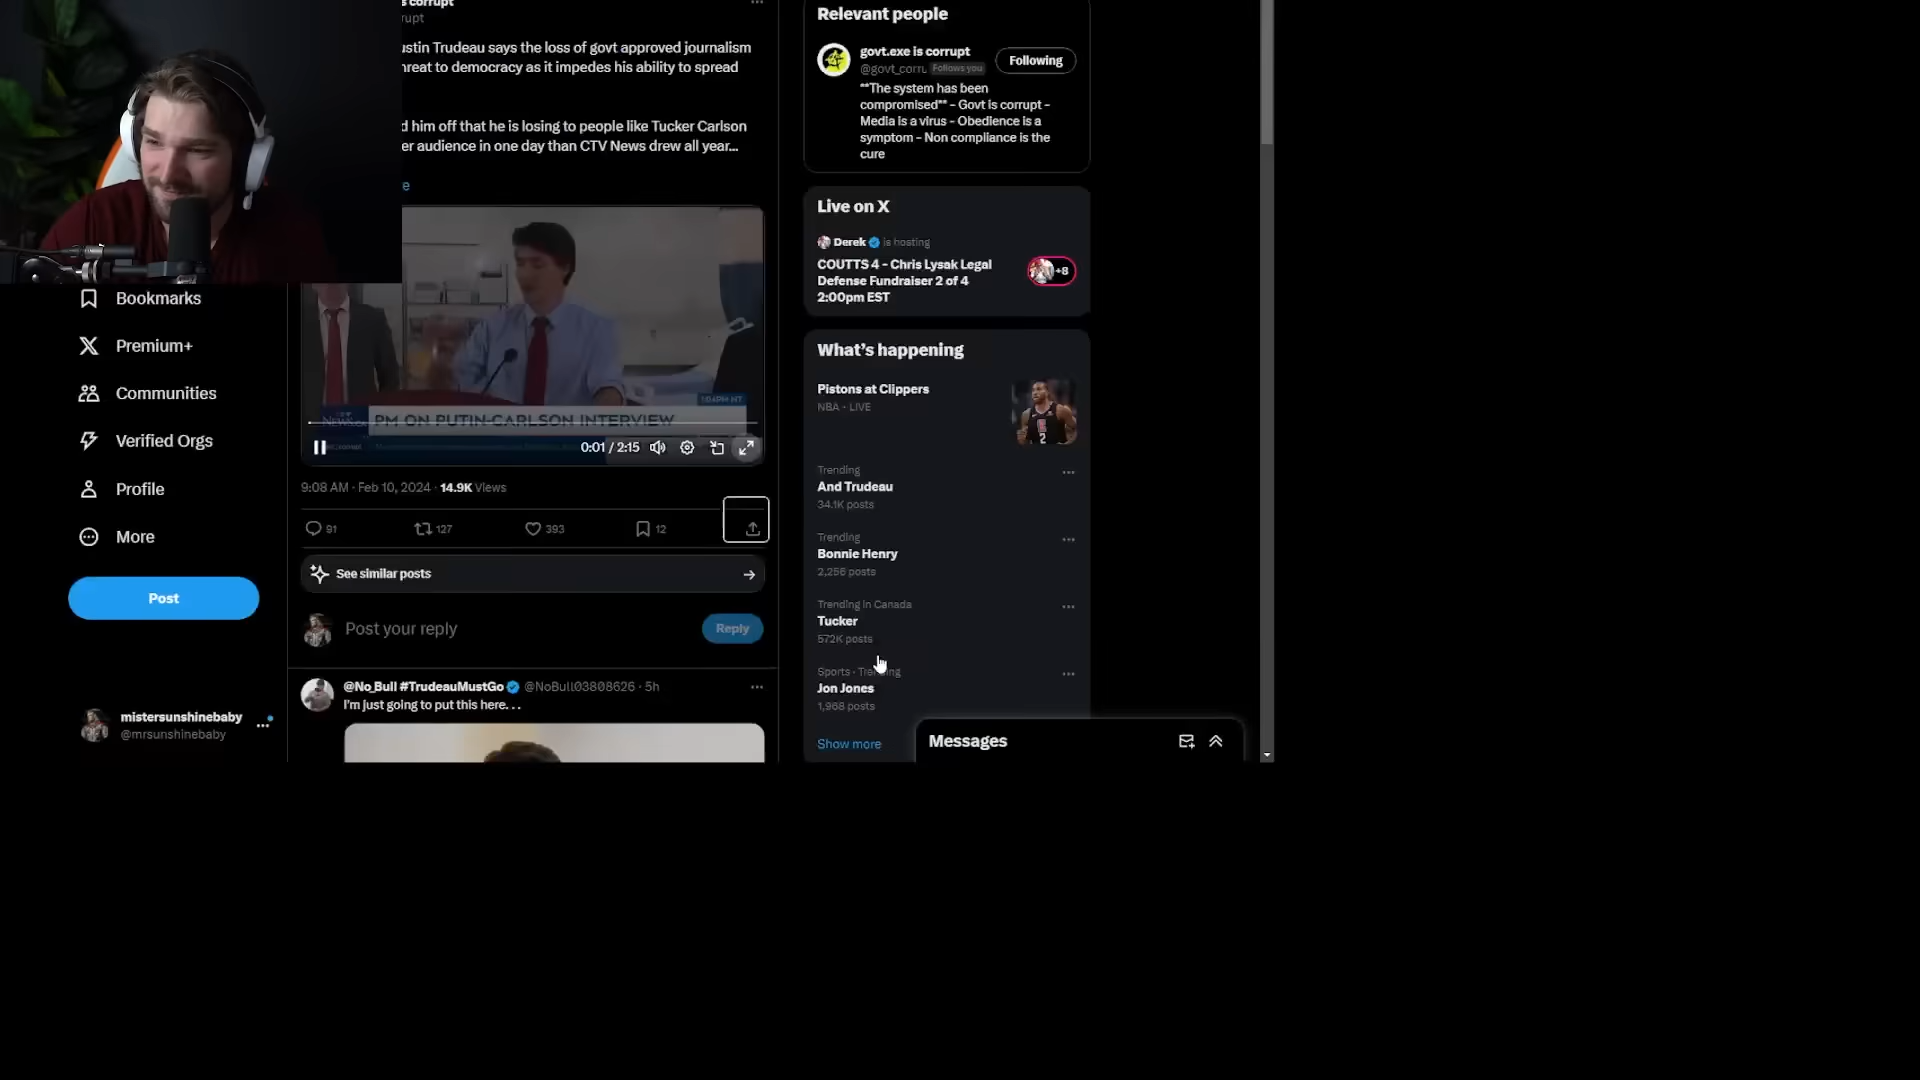 s corrupt
rupt
ustin Trudeau says the loss of govt approved journalism
hreat to democracy as it impedes his ability to spread
d him off that he is losing to people like Tucker Carlson
er audience in one day than CTV News drew all year...
e
PM ON PUTIN-CARLSON INTERVIEW
0:01 / 2:15
9:08 AM · Feb 10, 2024 · 14.9K Views
91
127
393
12
See similar posts
Post your reply
Reply
@No_Bull #TrudeauMustGo @NoBull03808626 · 5h
I'm just going to put this here. . .
Bookmarks
Premium+
Communities
Verified Orgs
Profile
More
Post
mistersunshinebaby
@mrsunshinebaby
Relevant people
govt.exe is corrupt
@govt_corru Follows you
Following
**The system has been
compromised** - Govt is corrupt -
Media is a virus - Obedience is a
symptom - Non compliance is the
cure
Live on X
Derek is hosting
COUTTS 4 - Chris Lysak Legal
Defense Fundraiser 2 of 4
2:00pm EST
+8
What's happening
Pistons at Clippers
NBA · LIVE
Trending
And Trudeau
34.1K posts
Trending
Bonnie Henry
2,256 posts
Trending in Canada
Tucker
572K posts
Sports · Trending
Jon Jones
1,968 posts
Show more
Messages